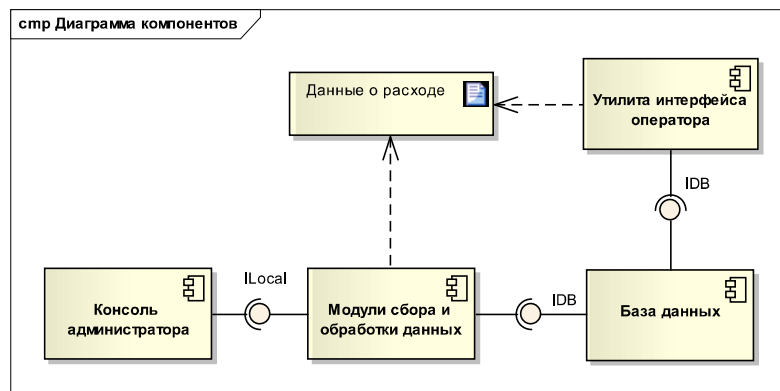 cmp Диаграмма компонентов
Данные о расходе
Утилита интерфейса
оператора
IDB
ILocal
IDB
Консоль
администратора
Модули сбора и
обработки данных
База данных